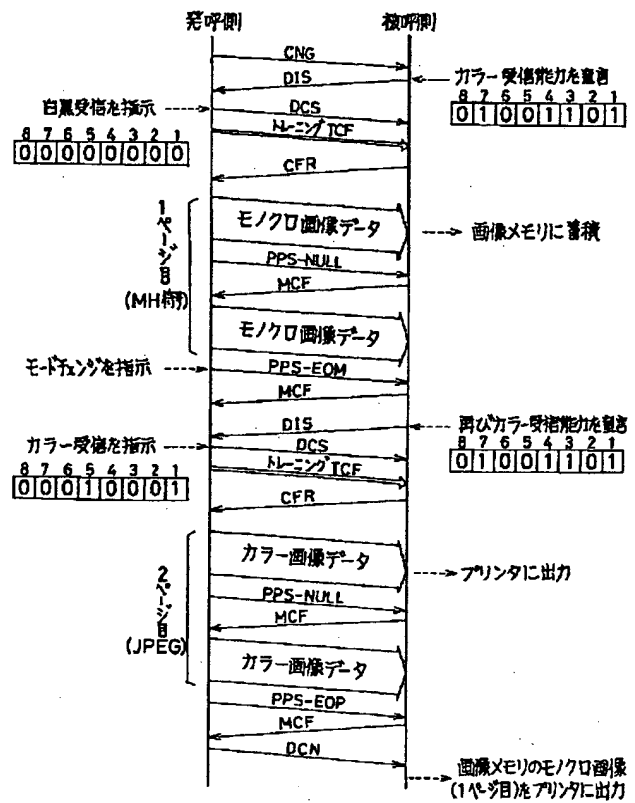 発呼側 被呼側
CNG
DIS
カラー受信能力を宣言
8 7 6 5 4 3 2 1
0 1 0 0 1 1 0 1
白黒受信を指示
DCS
8 7 6 5 4 3 2 1
0 0 0 0 0 0 0 0
トレーニングTCF
CFR
1ページ目
(MH符号)
モノクロ画像データ
画像メモリに蓄積
PPS-NULL
MCF
モノクロ画像データ
モードチェンジを指示
PPS-EOM
MCF
DIS
再びカラー受信能力を宣言
8 7 6 5 4 3 2 1
0 1 0 0 1 1 0 1
カラー受信を指示
DCS
8 7 6 5 4 3 2 1
0 0 0 1 0 0 0 1
トレーニングTCF
CFR
2ページ目
(JPEG)
カラー画像データ
プリンタに出力
PPS-NULL
MCF
カラー画像データ
PPS-EOP
MCF
DCN
画像メモリのモノクロ画像
(1ページ目)をプリンタに出力